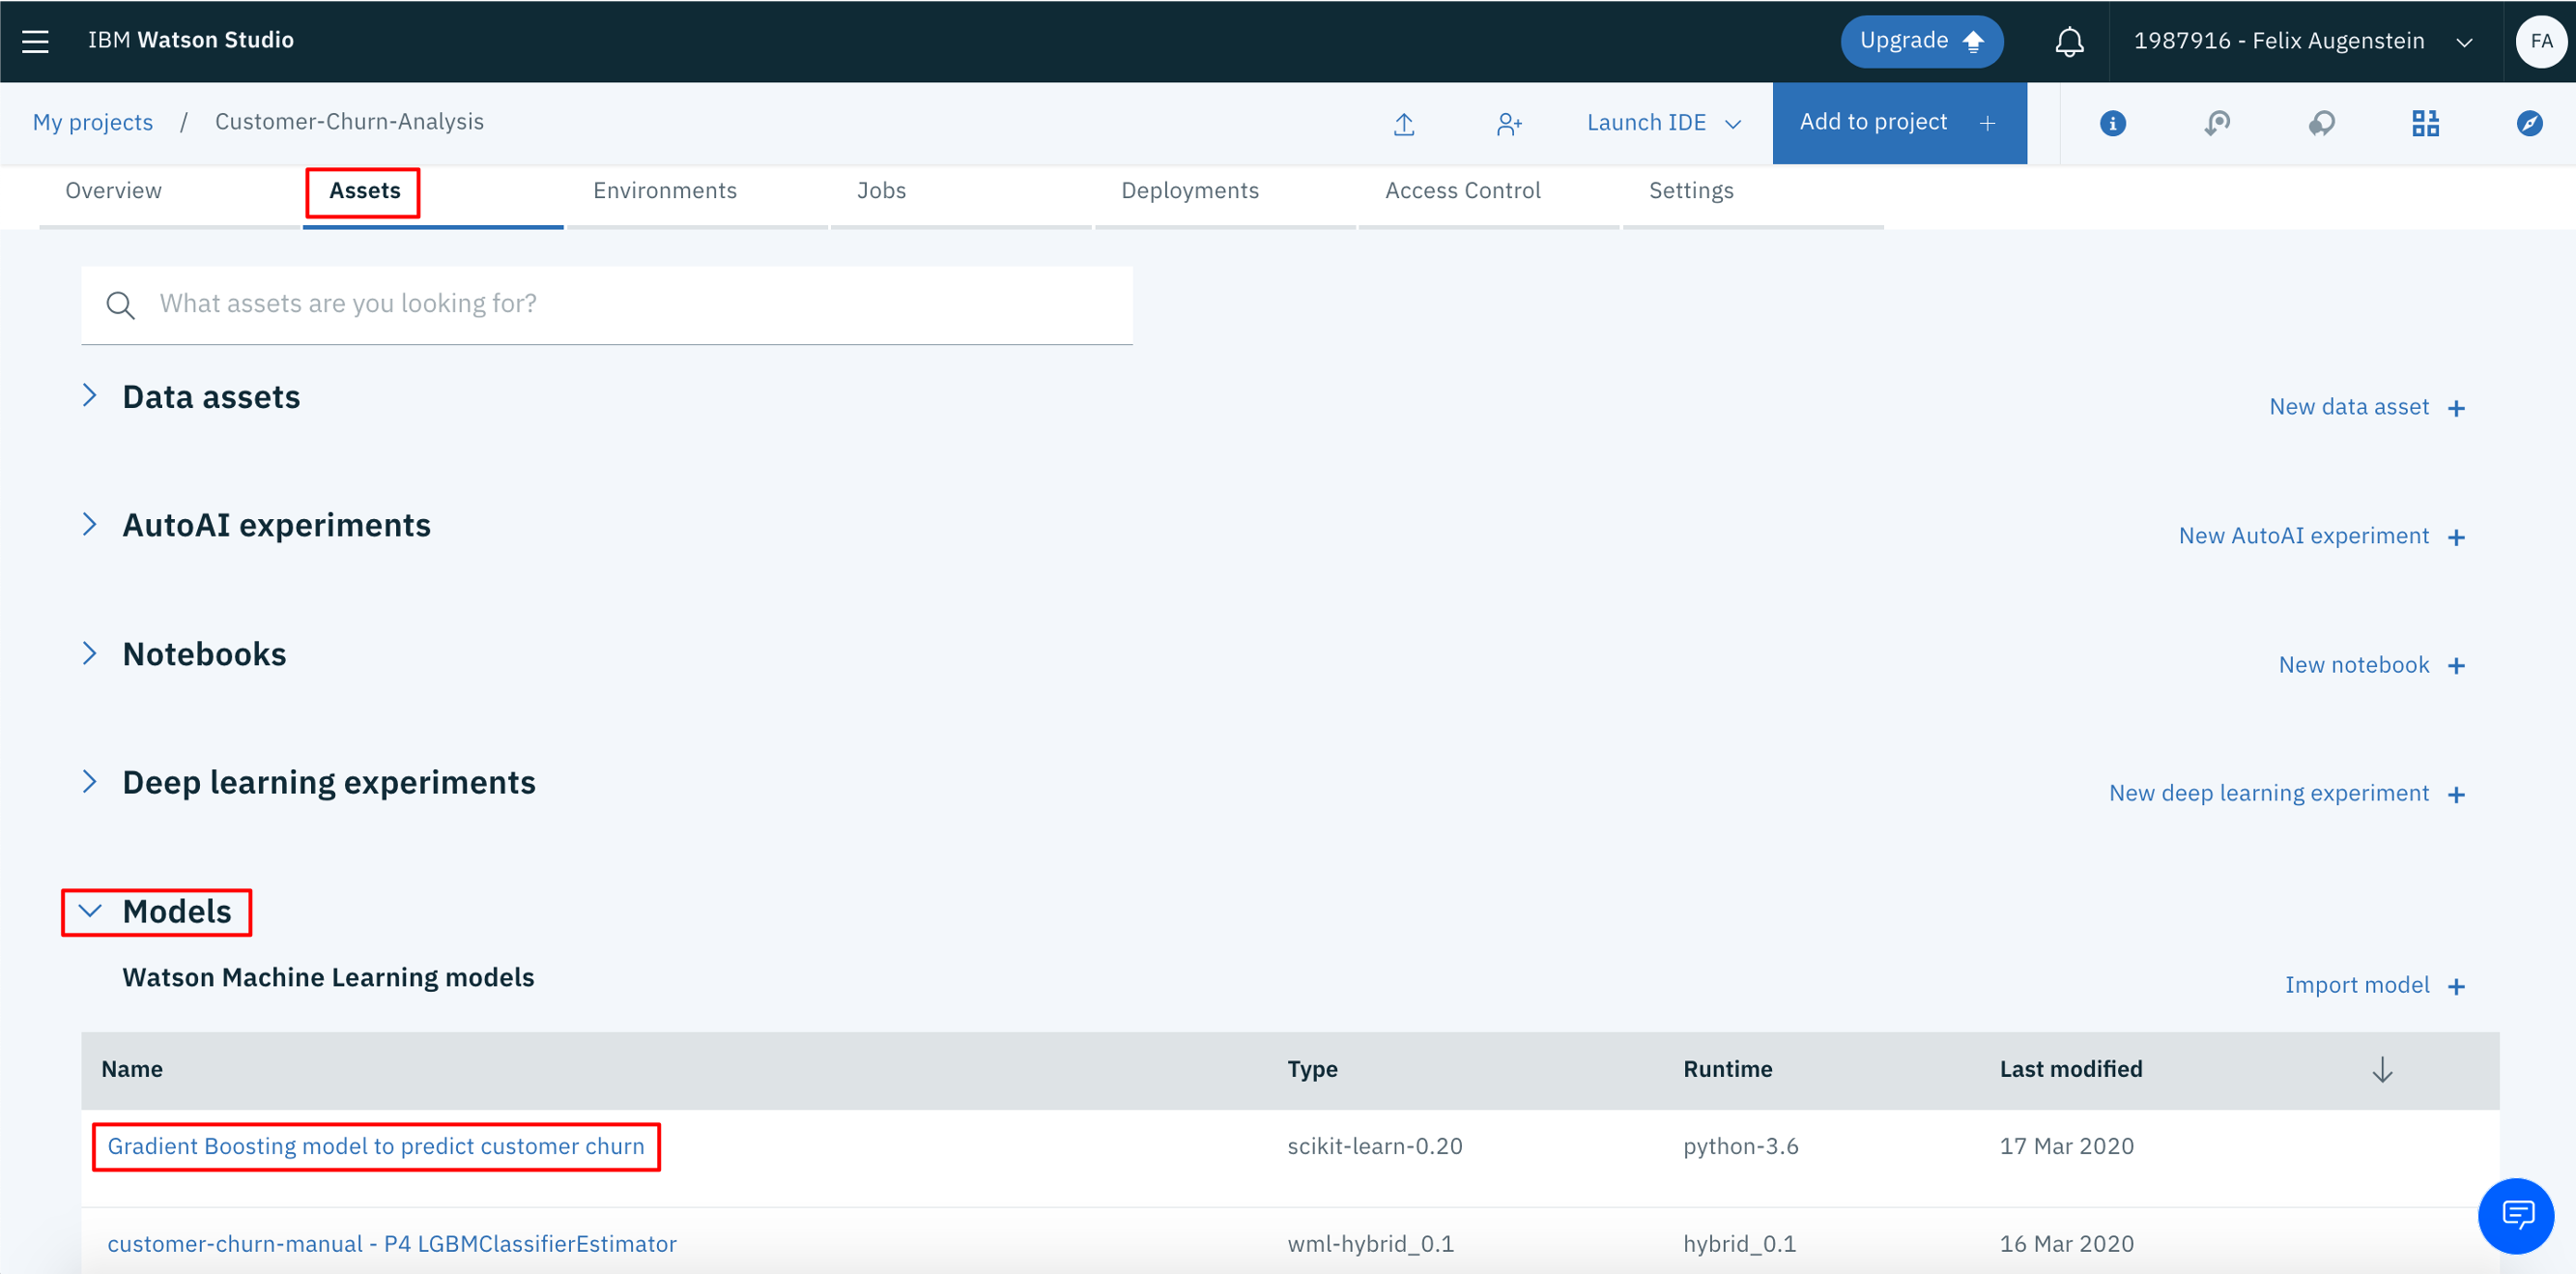 IBM Watson Studio
Upgrade
1987916 - Felix Augenstein
FA
My projects / Customer-Churn-Analysis
Launch IDE
Add to project +
Overview
Assets
Environments
Jobs
Deployments
Access Control
Settings
What assets are you looking for?
Data assets
New data asset +
AutoAI experiments
New AutoAI experiment +
Notebooks
New notebook +
Deep learning experiments
New deep learning experiment +
Models
Watson Machine Learning models
Import model +
Name Type Runtime Last modified
Gradient Boosting model to predict customer churn scikit-learn-0.20 python-3.6 17 Mar 2020
customer-churn-manual - P4 LGBMClassifierEstimator wml-hybrid_0.1 hybrid_0.1 16 Mar 2020